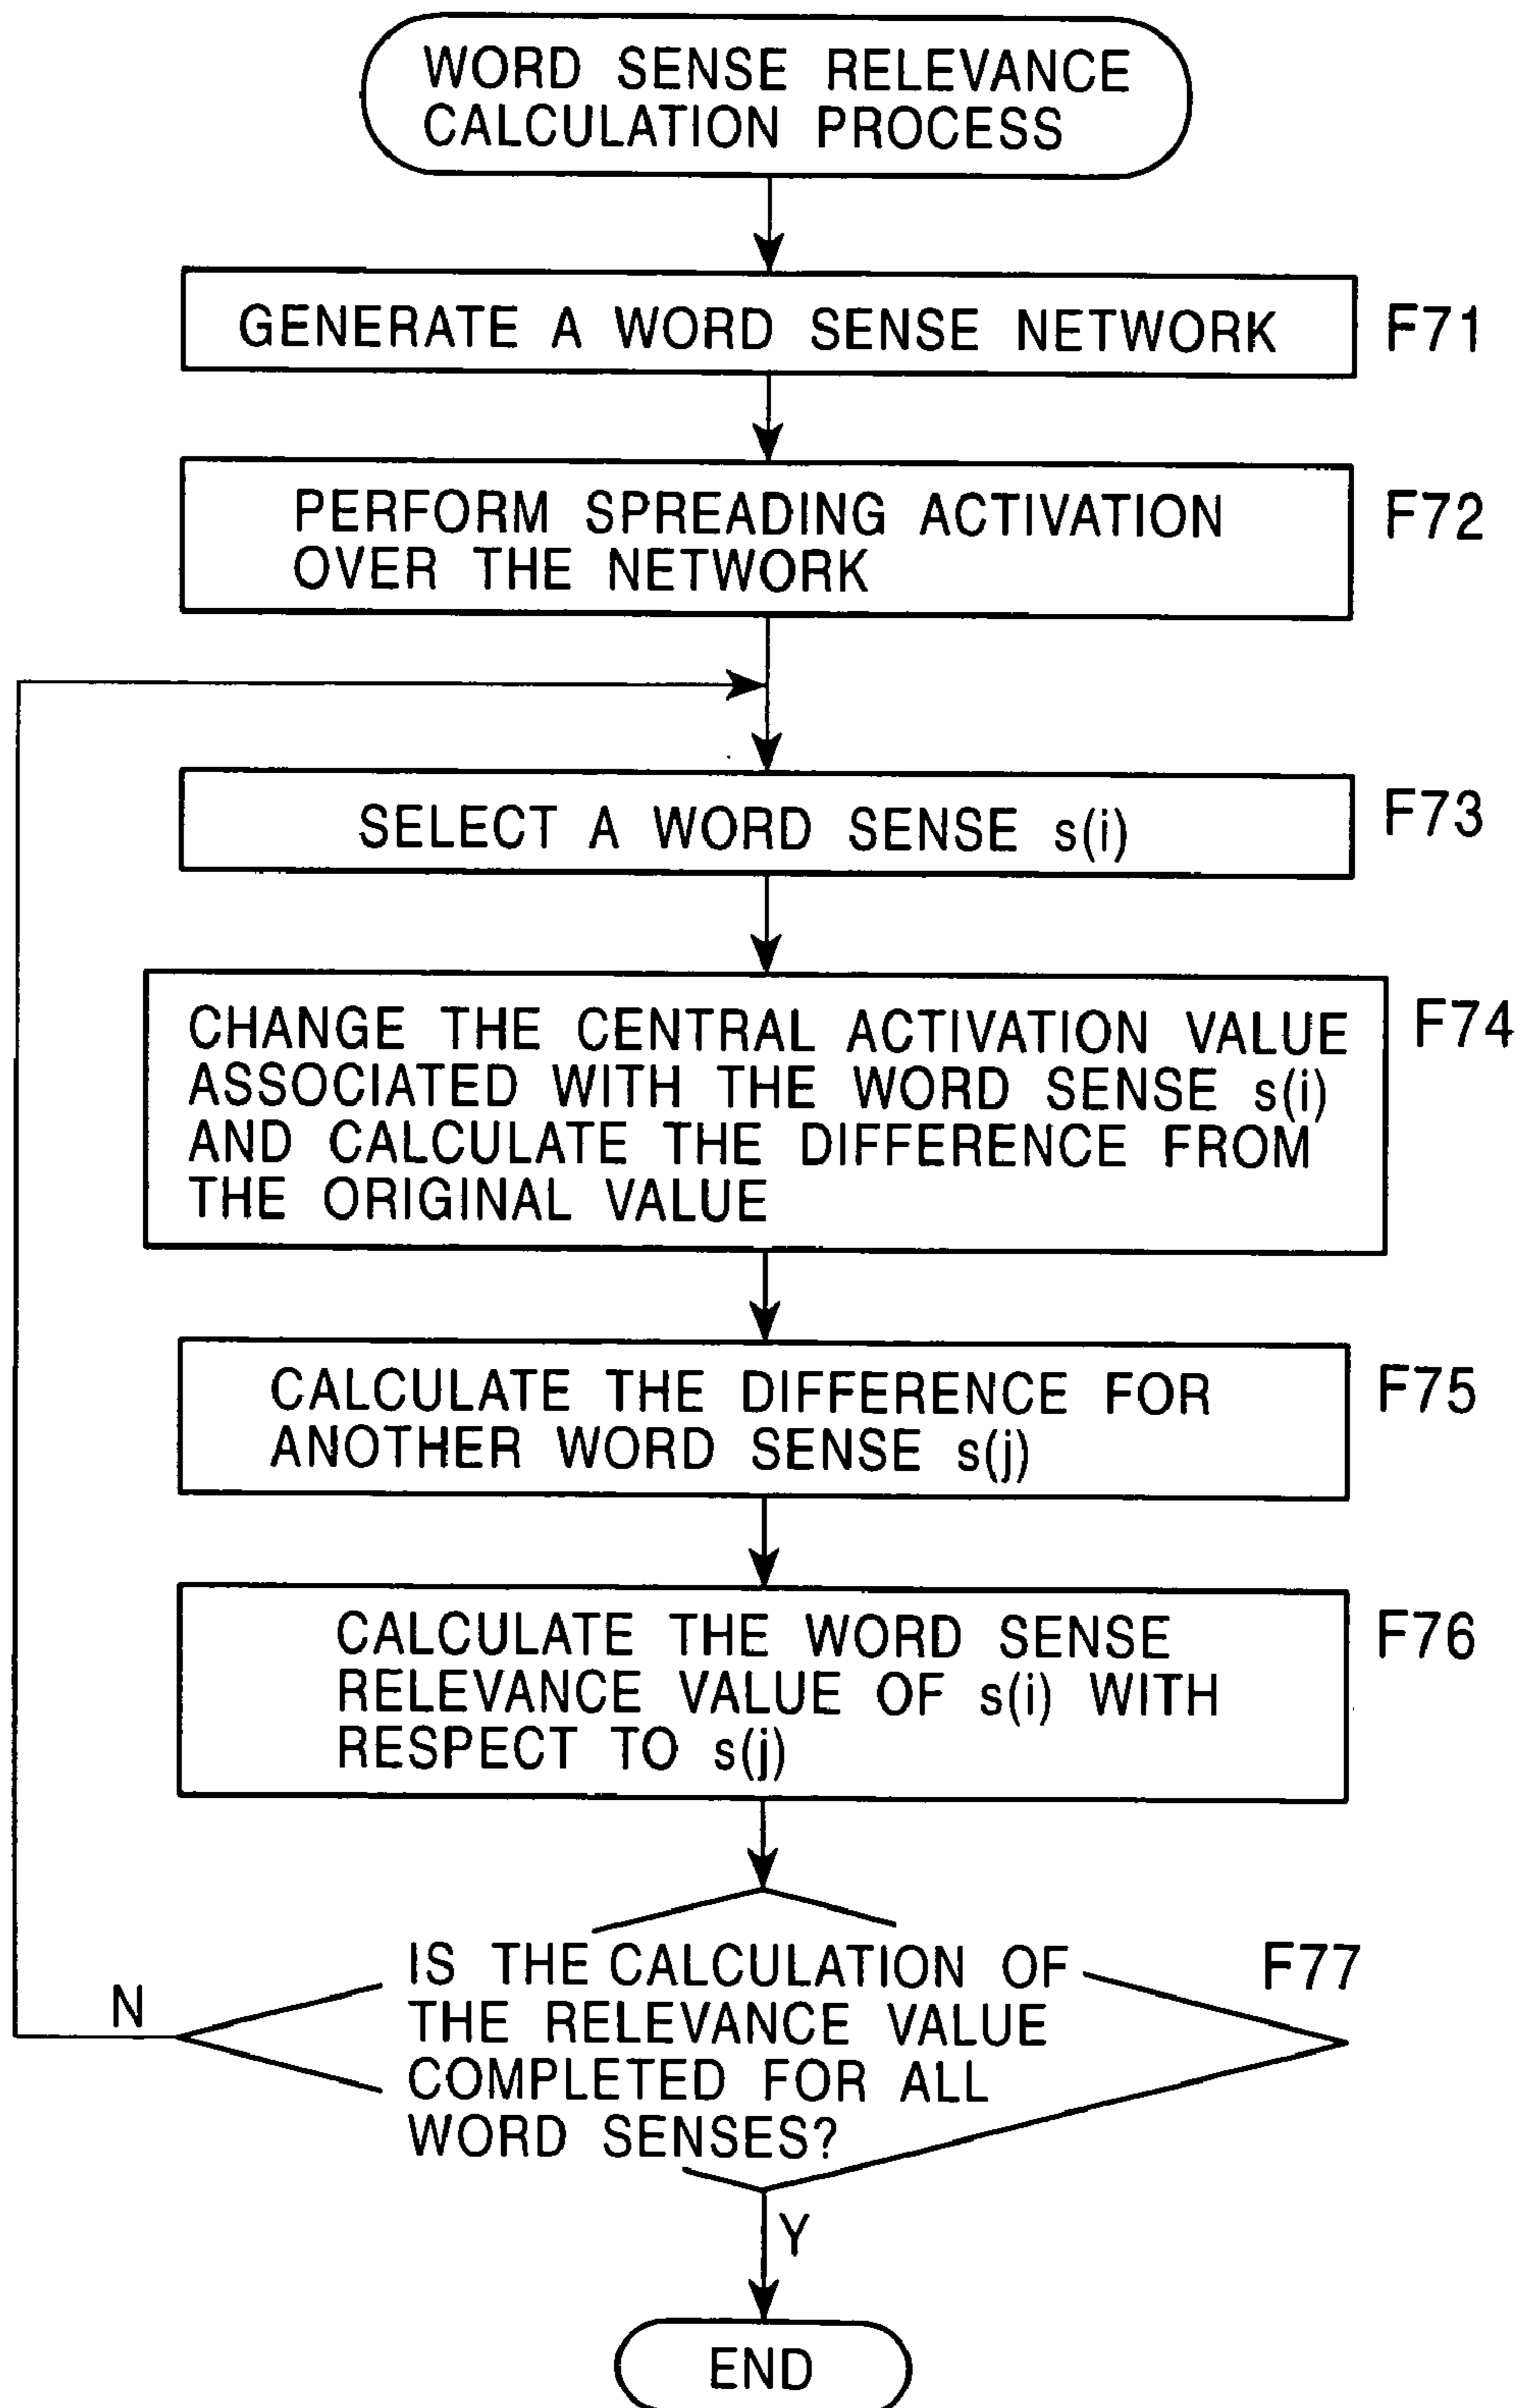 WORD SENSE RELEVANCE
CALCULATION PROCESS
GENERATE A WORD SENSE NETWORK
F71
PERFORM SPREADING ACTIVATION
OVER THE NETWORK
F72
SELECT A WORD SENSE s(i)
F73
CHANGE THE CENTRAL ACTIVATION VALUE
ASSOCIATED WITH THE WORD SENSE s(i)
AND CALCULATE THE DIFFERENCE FROM
THE ORIGINAL VALUE
F74
CALCULATE THE DIFFERENCE FOR
ANOTHER WORD SENSE s(j)
F75
CALCULATE THE WORD SENSE
RELEVANCE VALUE OF s(i) WITH
RESPECT TO s(j)
F76
IS THE CALCULATION OF
THE RELEVANCE VALUE
COMPLETED FOR ALL
WORD SENSES?
F77
N
Y
END